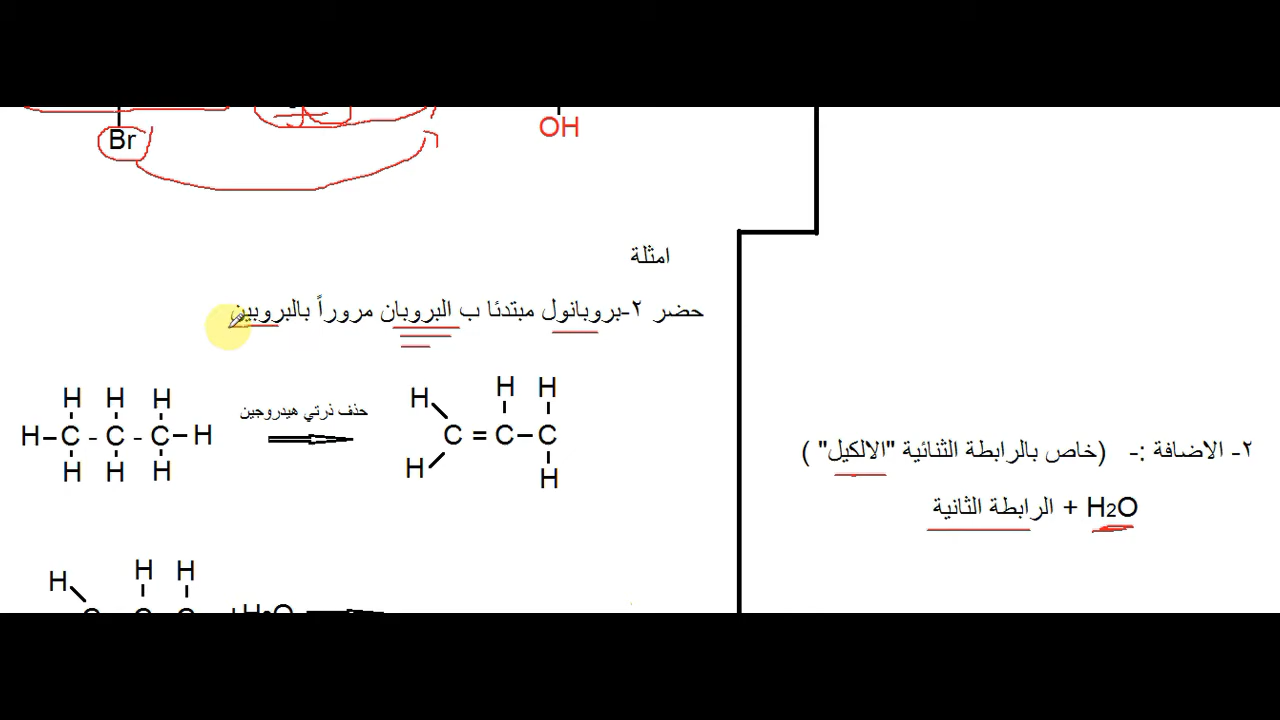 Br
OH
امثلة
حضر ٢-بروبانول مبتدئا ب البروبان مروراً بالبروبين
H H H
H-C-C-C-H
H H H
حذف ذرتي هيدروجين
H H H
C=C-C
H H
٢- الاضافة :- (خاص بالرابطة الثنائية "الالكيل" )
H2O + الرابطة الثانية
H H H